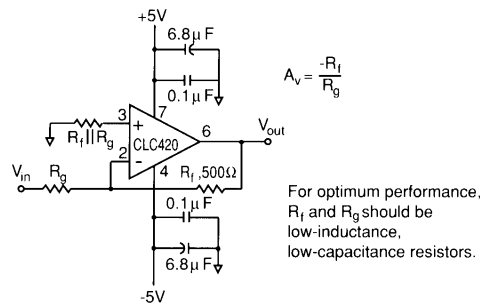 +5V
6.8µF
0.1µF
A_v = -R_f / R_g
3
7
+
R_f||R_g
CLC420
6
V_out
2
-
4
R_f,500Ω
V_in
R_g
0.1µF
6.8µF
-5V
For optimum performance,
R_f and R_g should be
low-inductance,
low-capacitance resistors.